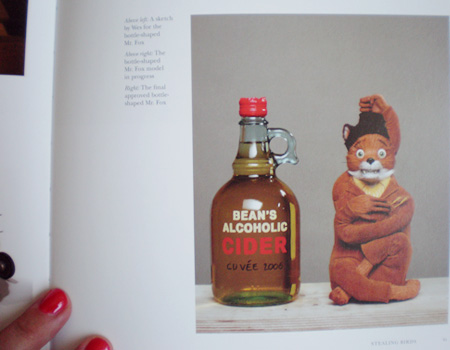 Above left: A sketch
by Wes for the
bottle-shaped
Mr. Fox
Above right: The
bottle-shaped
Mr. Fox model
in progress
Right: The final
approved bottle-
shaped Mr. Fox
BEAN'S
ALCOHOLIC
CIDER
CUVÉE 2006